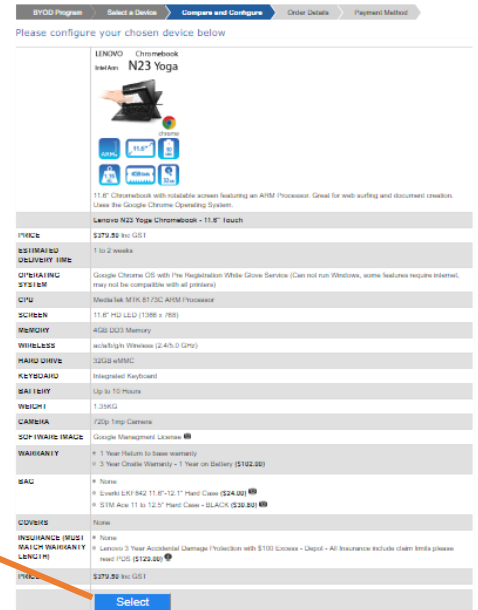 BYOD Program Select a Device Compare and Configure Order Details Payment Method
Please configure your chosen device below
LENOVO Chromebook
N23 Yoga
chrome
ARM 11.6"
11.6" Chromebook with rotatable screen featuring an ARM Processor. Great for web surfing and document creation.
Uses the Google Chrome Operating System.
Lenovo N23 Yoga Chromebook - 11.6" Touch
PRICE $379.50 Inc GST
ESTIMATED DELIVERY TIME 1 to 2 weeks
OPERATING SYSTEM Google Chrome OS with Pre Registration White Glove Service (Can not run Windows, some features require internet,
may not be compatible with all printers)
CPU MediaTek MTK 8173C ARM Processor
SCREEN 11.6" HD LED (1366 x 768)
MEMORY 4GB DD3 Memory
WIRELESS ac/a/b/g/n Wireless (2.4/5.0 GHz)
HARD DRIVE 32GB eMMC
KEYBOARD Integrated Keyboard
BATTERY Up to 10 Hours
WEIGHT 1.35KG
CAMERA 720p 1mp Camera
SOFTWARE IMAGE Google Managment License
WARRANTY 1 Year Return to base warranty
3 Year Onsite Warranty - 1 Year on Battery ($102.00)
BAG None
Everki EKF842 11.6"-12.1" Hard Case ($24.00)
STM Ace 11 to 12.5" Hard Case - BLACK ($30.80)
COVERS None
INSURANCE (MUST MATCH WARRANTY LENGTH) None
Lenovo 3 Year Accidental Damage Protection with $100 Excess - Depot - All Insurance include claim limits please
read PDS ($120.00)
PRICE $379.50 Inc GST
Select